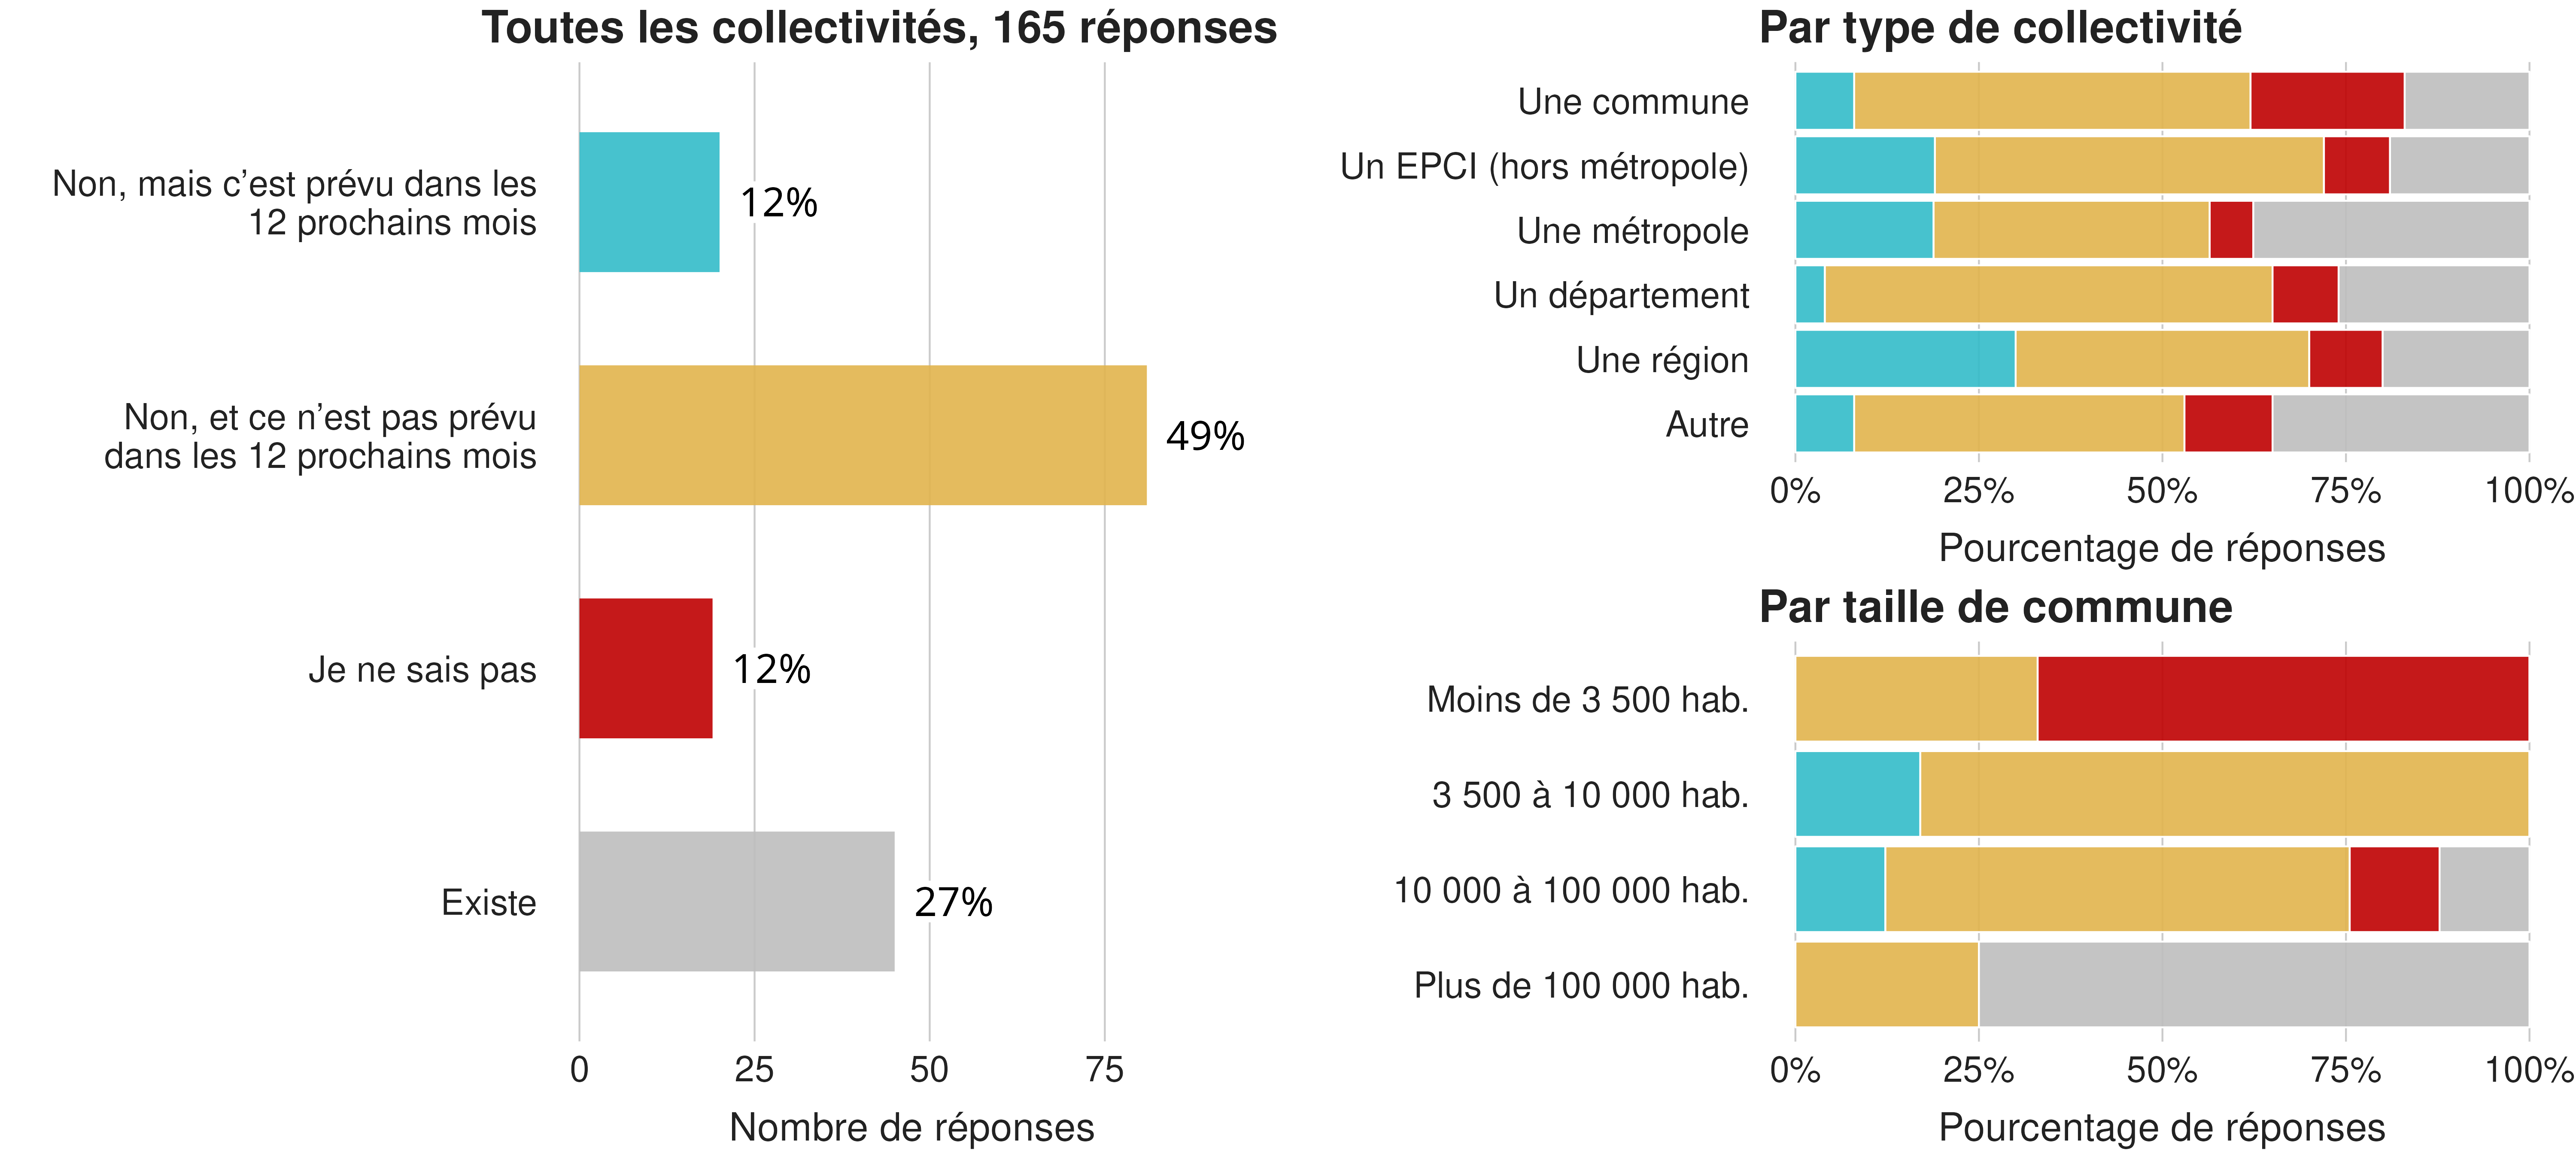 Toutes les collectivités, 165 réponses
Non, mais c’est prévu dans les
12 prochains mois
12%
Non, et ce n’est pas prévu
dans les 12 prochains mois
49%
Je ne sais pas
12%
Existe
27%
0 25 50 75
Nombre de réponses
Par type de collectivité
Une commune
Un EPCI (hors métropole)
Une métropole
Un département
Une région
Autre
0% 25% 50% 75% 100%
Pourcentage de réponses
Par taille de commune
Moins de 3 500 hab.
3 500 à 10 000 hab.
10 000 à 100 000 hab.
Plus de 100 000 hab.
0% 25% 50% 75% 100%
Pourcentage de réponses